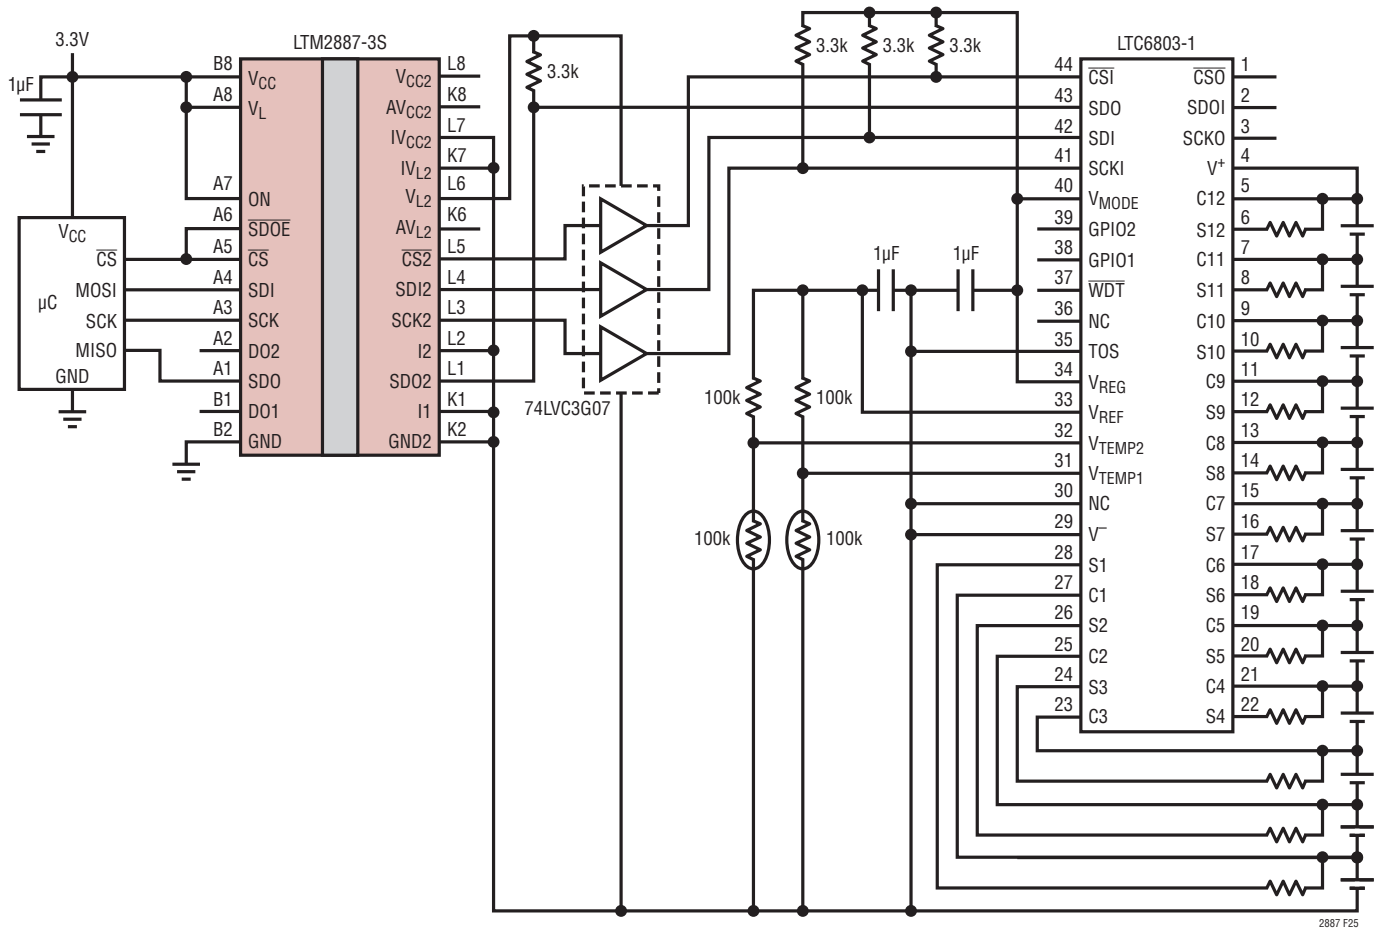 3.3V
1µF
LTM2887-3S
B8
VCC
A8
VL
A7
ON
A6
SDOE
A5
CS
A4
SDI
A3
SCK
A2
DO2
A1
SDO
B1
DO1
B2
GND
VCC
CS
MOSI
µC
SCK
MISO
GND
VCC2
L8
AVCC2
K8
IVCC2
L7
IVL2
K7
VL2
L6
AVL2
K6
CS2
L5
SDI2
L4
SCK2
L3
I2
L2
SDO2
L1
I1
K1
GND2
K2
3.3k
74LVC3G07
3.3k
3.3k
3.3k
1µF
1µF
100k
100k
100k
100k
LTC6803-1
44
CSI
43
SDO
42
SDI
41
SCKI
40
VMODE
39
GPIO2
38
GPIO1
37
WDT
36
NC
35
TOS
34
VREG
33
VREF
32
VTEMP2
31
VTEMP1
30
NC
29
V–
28
S1
27
C1
26
S2
25
C2
24
S3
23
C3
CSO
1
SDOI
2
SCKO
3
V+
4
C12
5
S12
6
C11
7
S11
8
C10
9
S10
10
C9
11
S9
12
C8
13
S8
14
C7
15
S7
16
C6
17
S6
18
C5
19
S5
20
C4
21
S4
22
2887 F25